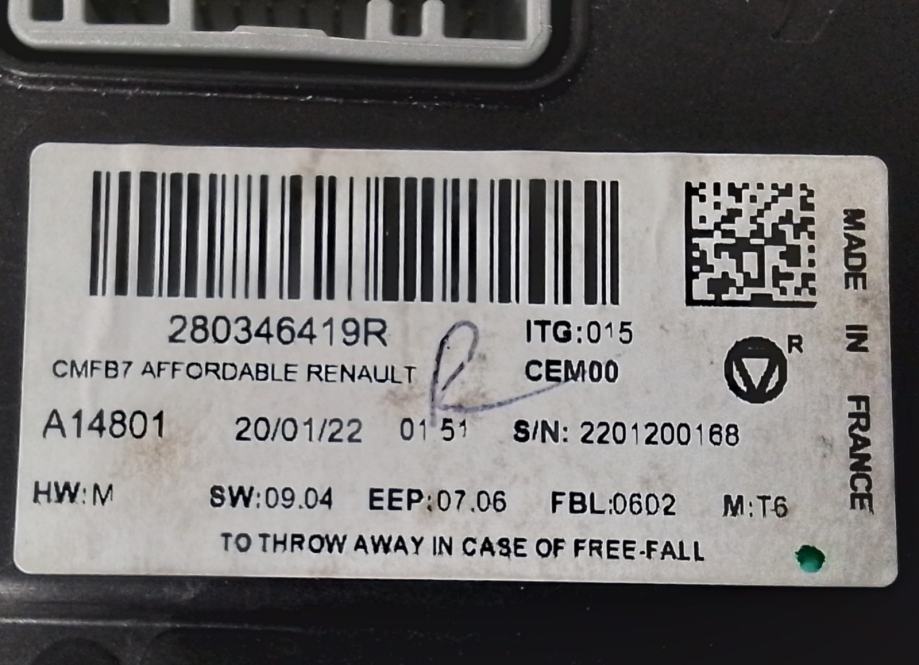 280346419R ITG:015
CMFB7 AFFORDABLE RENAULT CEM00
R
A14801 20/01/22 01 51 S/N: 2201200168
HW:M SW:09.04 EEP:07.06 FBL:0602 M:T6
TO THROW AWAY IN CASE OF FREE-FALL
MADE IN FRANCE